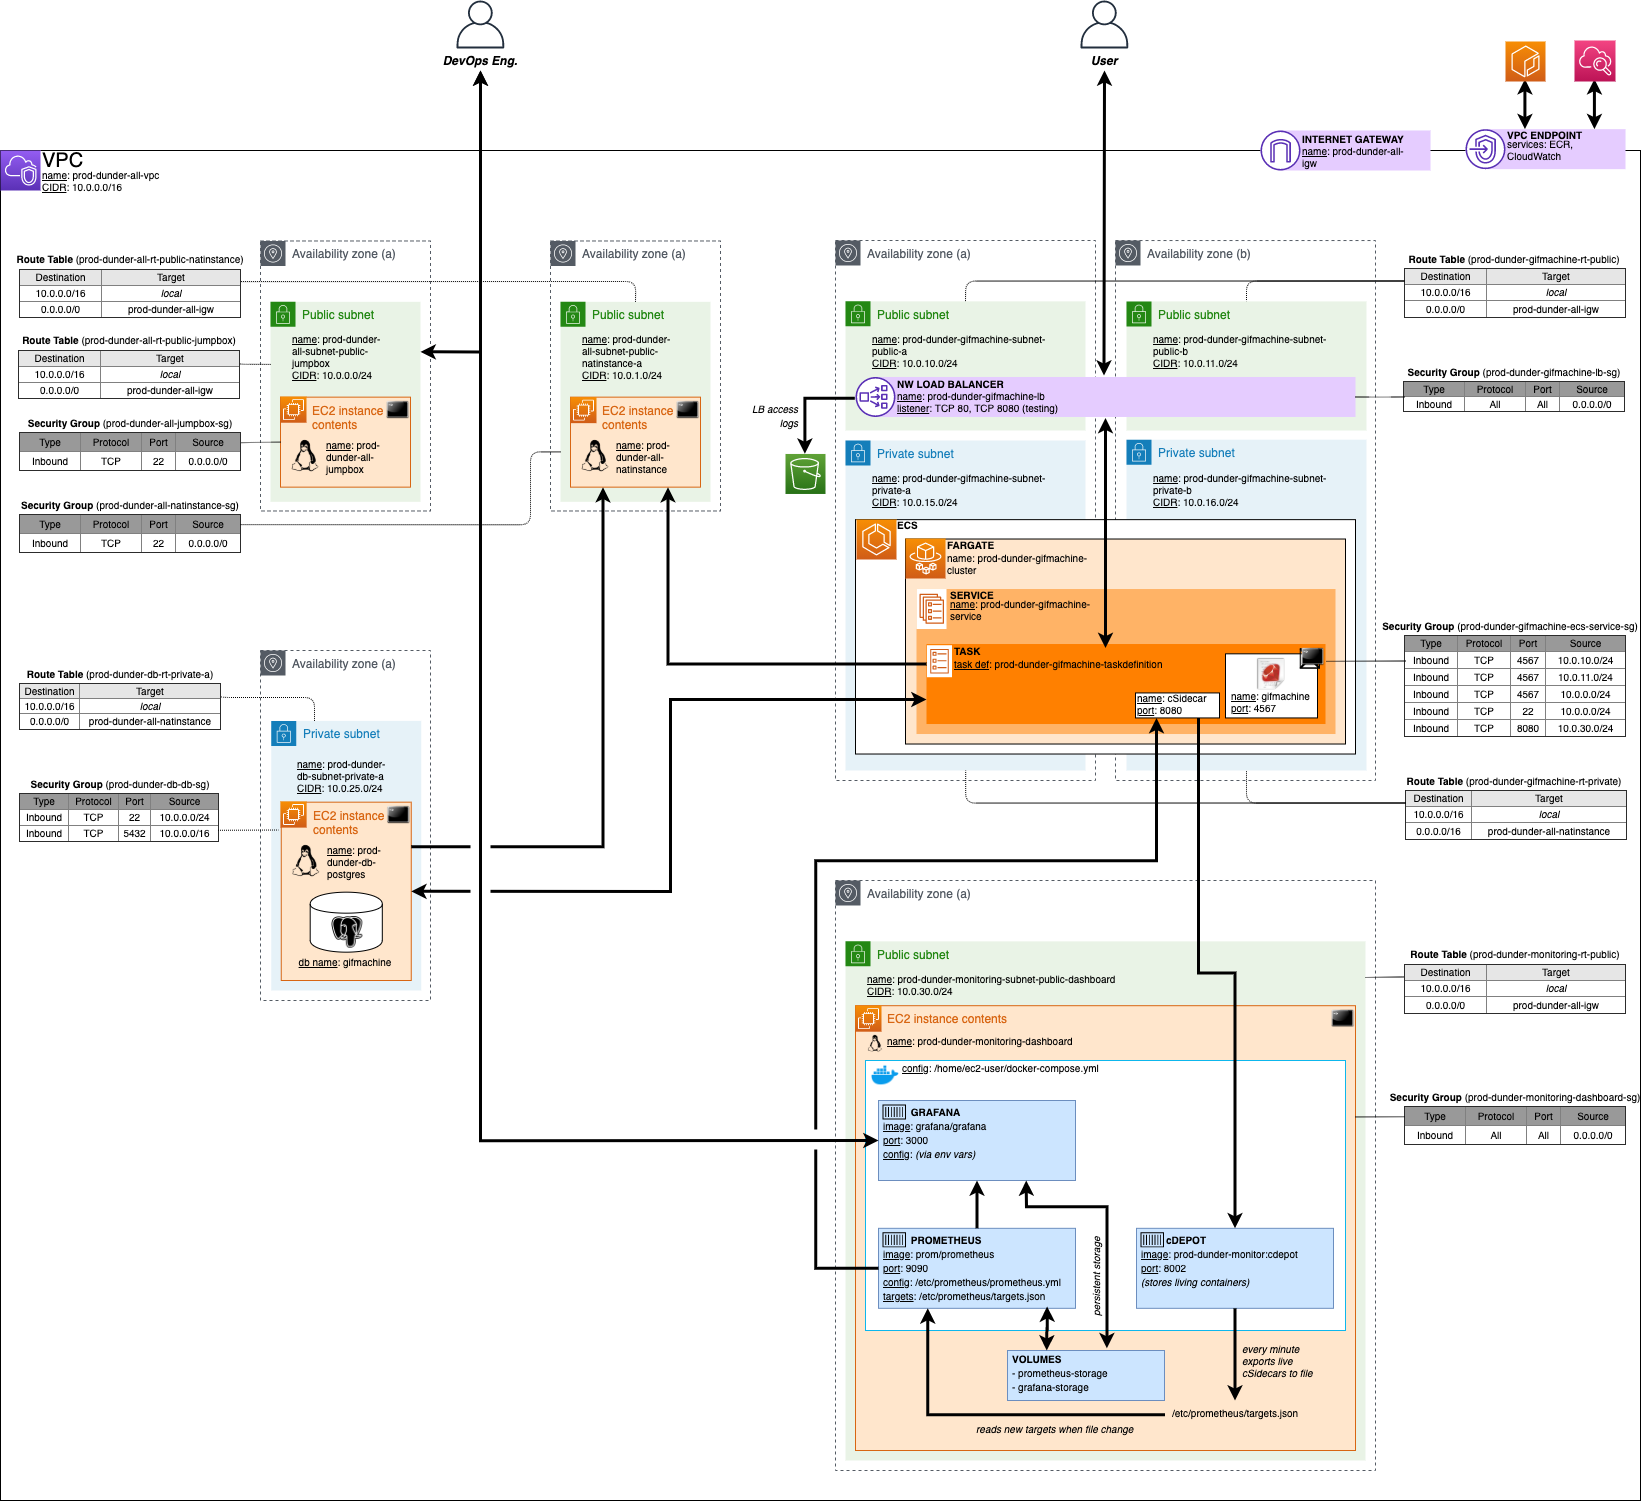 DevOps Eng.
User
INTERNET GATEWAY
name: prod-dunder-all-
igw
VPC ENDPOINT
services: ECR,
CloudWatch
VPC
name: prod-dunder-all-vpc
CIDR: 10.0.0.0/16
Route Table (prod-dunder-all-rt-public-natinstance)
Destination Target
10.0.0.0/16 local
0.0.0.0/0 prod-dunder-all-igw
Route Table (prod-dunder-all-rt-public-jumpbox)
Destination Target
10.0.0.0/16 local
0.0.0.0/0 prod-dunder-all-igw
Security Group (prod-dunder-all-jumpbox-sg)
Type Protocol Port Source
Inbound TCP 22 0.0.0.0/0
Security Group (prod-dunder-all-natinstance-sg)
Type Protocol Port Source
Inbound TCP 22 0.0.0.0/0
Availability zone (a)
Public subnet
name: prod-dunder-
all-subnet-public-
jumpbox
CIDR: 10.0.0.0/24
EC2 instance
contents
name: prod-
dunder-all-
jumpbox
Availability zone (a)
Public subnet
name: prod-dunder-
all-subnet-public-
natinstance-a
CIDR: 10.0.1.0/24
EC2 instance
contents
name: prod-
dunder-all-
natinstance
Availability zone (a)
Public subnet
name: prod-dunder-gifmachine-subnet-
public-a
CIDR: 10.0.10.0/24
Availability zone (b)
Public subnet
name: prod-dunder-gifmachine-subnet-
public-b
CIDR: 10.0.11.0/24
NW LOAD BALANCER
name: prod-dunder-gifmachine-lb
listener: TCP 80, TCP 8080 (testing)
LB access
logs
Private subnet
name: prod-dunder-gifmachine-subnet-
private-a
CIDR: 10.0.15.0/24
Private subnet
name: prod-dunder-gifmachine-subnet-
private-b
CIDR: 10.0.16.0/24
ECS
FARGATE
name: prod-dunder-gifmachine-
cluster
SERVICE
name: prod-dunder-gifmachine-
service
TASK
task def: prod-dunder-gifmachine-taskdefinition
name: cSidecar
port: 8080
name: gifmachine
port: 4567
Route Table (prod-dunder-gifmachine-rt-public)
Destination Target
10.0.0.0/16 local
0.0.0.0/0 prod-dunder-all-igw
Security Group (prod-dunder-gifmachine-lb-sg)
Type Protocol Port Source
Inbound All All 0.0.0.0/0
Security Group (prod-dunder-gifmachine-ecs-service-sg)
Type Protocol Port Source
Inbound TCP 4567 10.0.10.0/24
Inbound TCP 4567 10.0.11.0/24
Inbound TCP 4567 10.0.0.0/24
Inbound TCP 22 10.0.0.0/24
Inbound TCP 8080 10.0.30.0/24
Route Table (prod-dunder-gifmachine-rt-private)
Destination Target
10.0.0.0/16 local
0.0.0.0/16 prod-dunder-all-natinstance
Route Table (prod-dunder-db-rt-private-a)
Destination Target
10.0.0.0/16 local
0.0.0.0/0 prod-dunder-all-natinstance
Security Group (prod-dunder-db-db-sg)
Type Protocol Port Source
Inbound TCP 22 10.0.0.0/24
Inbound TCP 5432 10.0.0.0/16
Availability zone (a)
Private subnet
name: prod-dunder-
db-subnet-private-a
CIDR: 10.0.25.0/24
EC2 instance
contents
name: prod-
dunder-db-
postgres
db name: gifmachine
Availability zone (a)
Public subnet
name: prod-dunder-monitoring-subnet-public-dashboard
CIDR: 10.0.30.0/24
EC2 instance contents
name: prod-dunder-monitoring-dashboard
config: /home/ec2-user/docker-compose.yml
GRAFANA
image: grafana/grafana
port: 3000
config: (via env vars)
PROMETHEUS
image: prom/prometheus
port: 9090
config: /etc/prometheus/prometheus.yml
targets: /etc/prometheus/targets.json
persistent storage
cDEPOT
image: prod-dunder-monitor:cdepot
port: 8002
(stores living containers)
VOLUMES
- prometheus-storage
- grafana-storage
every minute
exports live
cSidecars to file
/etc/prometheus/targets.json
reads new targets when file change
Route Table (prod-dunder-monitoring-rt-public)
Destination Target
10.0.0.0/16 local
0.0.0.0/0 prod-dunder-all-igw
Security Group (prod-dunder-monitoring-dashboard-sg)
Type Protocol Port Source
Inbound All All 0.0.0.0/0